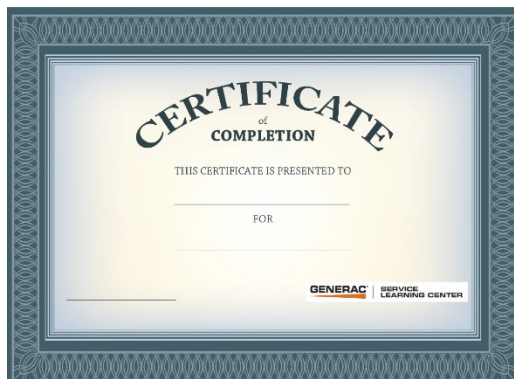 CERTIFICATE
of
COMPLETION
THIS CERTIFICATE IS PRESENTED TO
FOR
GENERAC SERVICE
LEARNING CENTER